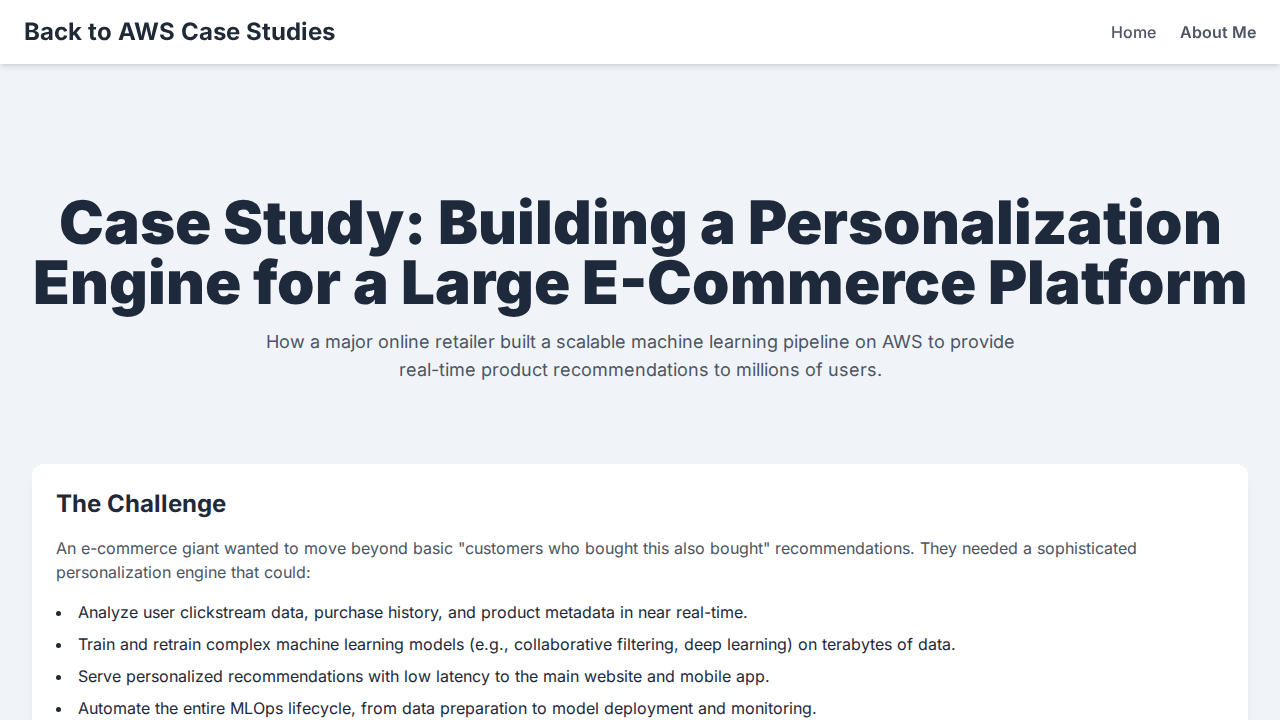 Back to AWS Case Studies
Home
About Me
Case Study: Building a Personalization
Engine for a Large E-Commerce Platform
How a major online retailer built a scalable machine learning pipeline on AWS to provide
real-time product recommendations to millions of users.
The Challenge
An e-commerce giant wanted to move beyond basic "customers who bought this also bought" recommendations. They needed a sophisticated
personalization engine that could:
• Analyze user clickstream data, purchase history, and product metadata in near real-time.
• Train and retrain complex machine learning models (e.g., collaborative filtering, deep learning) on terabytes of data.
• Serve personalized recommendations with low latency to the main website and mobile app.
• Automate the entire MLOps lifecycle, from data preparation to model deployment and monitoring.